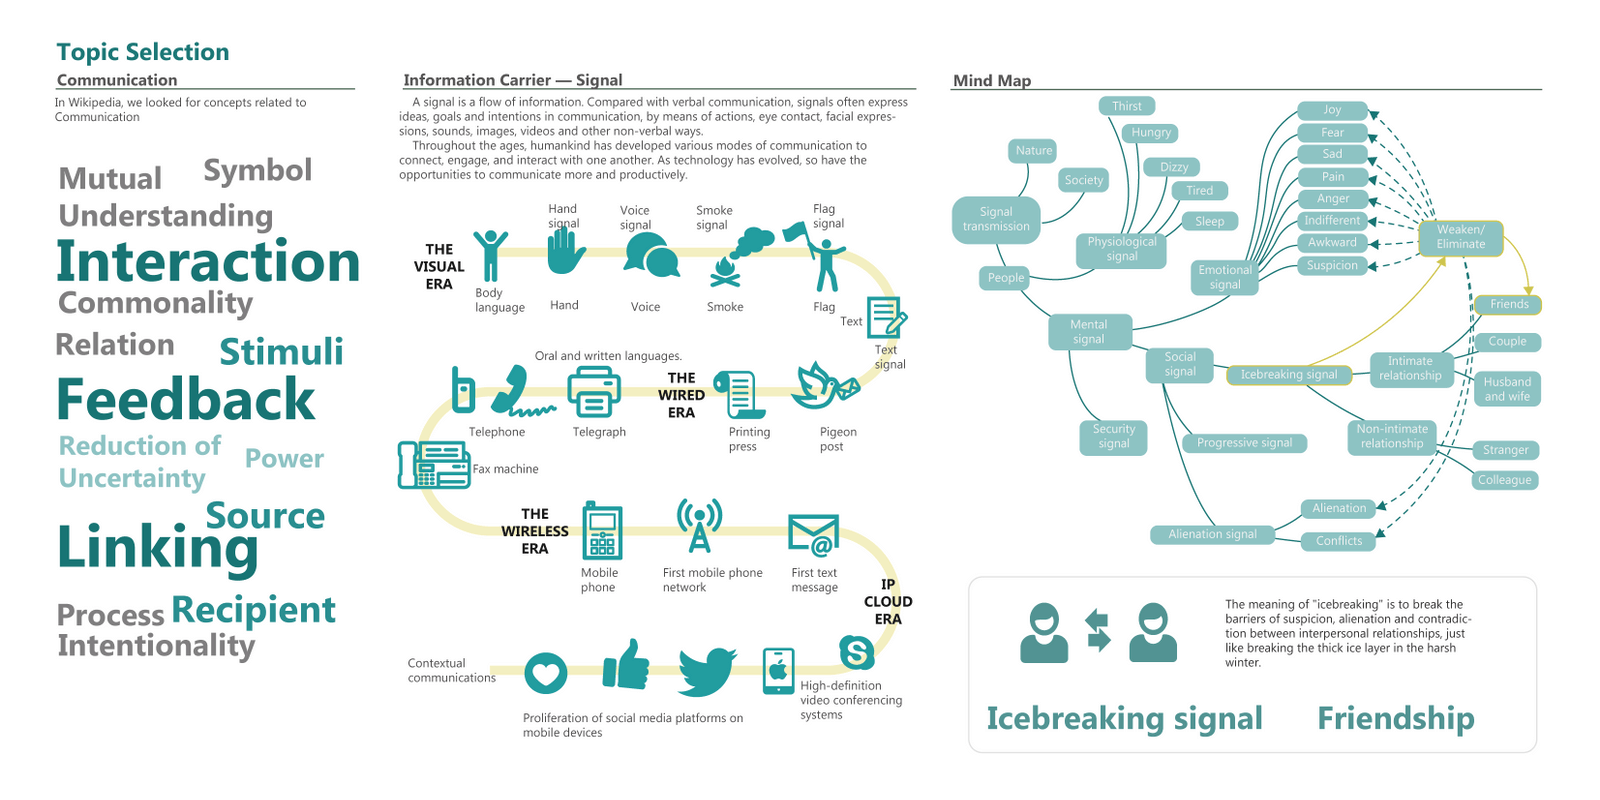 Topic Selection
Communication
In Wikipedia, we looked for concepts related to
Communication
Mutual
Symbol
Understanding
Interaction
Commonality
Relation
Stimuli
Feedback
Reduction of
Uncertainty
Power
Source
Linking
Process
Recipient
Intentionality
Information Carrier — Signal
A signal is a flow of information. Compared with verbal communication, signals often express
ideas, goals and intentions in communication, by means of actions, eye contact, facial expres-
sions, sounds, images, videos and other non-verbal ways.
Throughout the ages, humankind has developed various modes of communication to
connect, engage, and interact with one another. As technology has evolved, so have the
opportunities to communicate more and productively.
THE
VISUAL
ERA
Hand
signal
Voice
signal
Smoke
signal
Flag
signal
Body
language
Hand
Voice
Smoke
Flag
Text
Text
signal
Oral and written languages.
THE
WIRED
ERA
Telephone
Telegraph
Printing
press
Pigeon
post
Fax machine
THE
WIRELESS
ERA
Mobile
phone
First mobile phone
network
First text
message
@
IP
CLOUD
ERA
S
Contextual
communications
High-definition
video conferencing
systems
Proliferation of social media platforms on
mobile devices
Mind Map
Thirst
Hungry
Nature
Dizzy
Society
Tired
Sleep
Signal
transmission
Physiological
signal
People
Emotional
signal
Joy
Fear
Sad
Pain
Anger
Indifferent
Awkward
Suspicion
Weaken/
Eliminate
Friends
Mental
signal
Couple
Social
signal
Icebreaking signal
Intimate
relationship
Husband
and wife
Security
signal
Progressive signal
Non-intimate
relationship
Stranger
Colleague
Alienation
Alienation signal
Conflicts
The meaning of "icebreaking" is to break the
barriers of suspicion, alienation and contradic-
tion between interpersonal relationships, just
like breaking the thick ice layer in the harsh
winter.
Icebreaking signal
Friendship